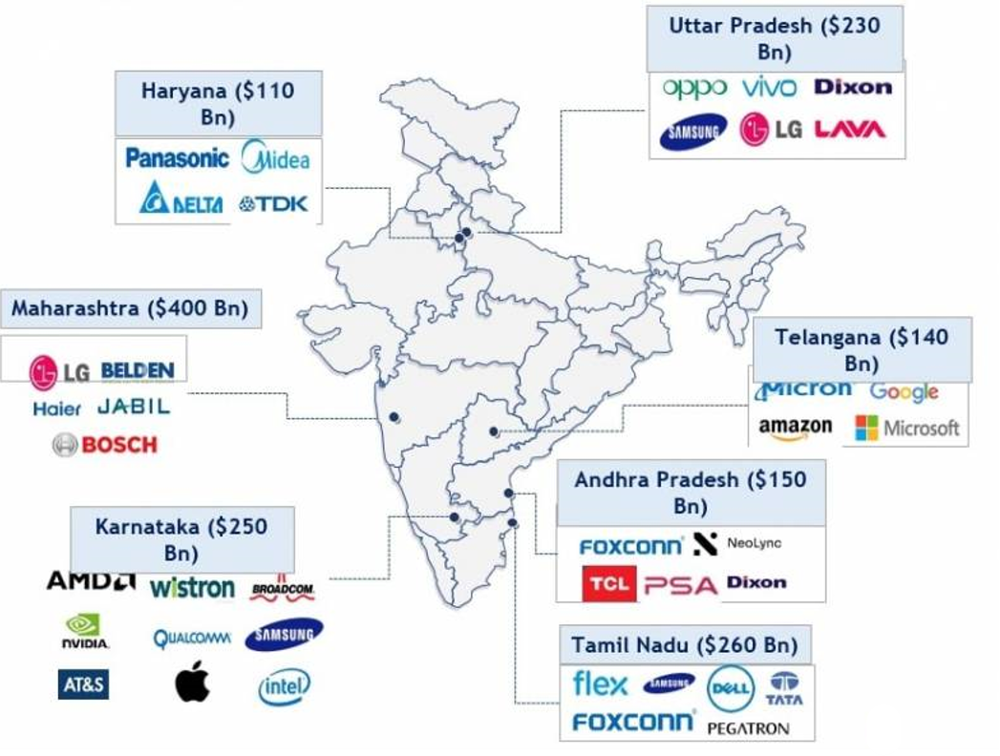 Uttar Pradesh ($230
Bn)
oppo vivo Dixon
SAMSUNG LG LAVA
Haryana ($110
Bn)
Panasonic Midea
DELTA TDK
Maharashtra ($400 Bn)
LG BELDEN
Haier JABIL
BOSCH
Telangana ($140
Bn)
Micron Google
amazon Microsoft
Andhra Pradesh ($150
Bn)
FOXCONN NeoLync
TCL PSA Dixon
Karnataka ($250
Bn)
AMD wistron BROADCOM
NVIDIA QUALCOMM SAMSUNG
AT&S intel
Tamil Nadu ($260 Bn)
flex SAMSUNG DELL TATA
FOXCONN PEGATRON